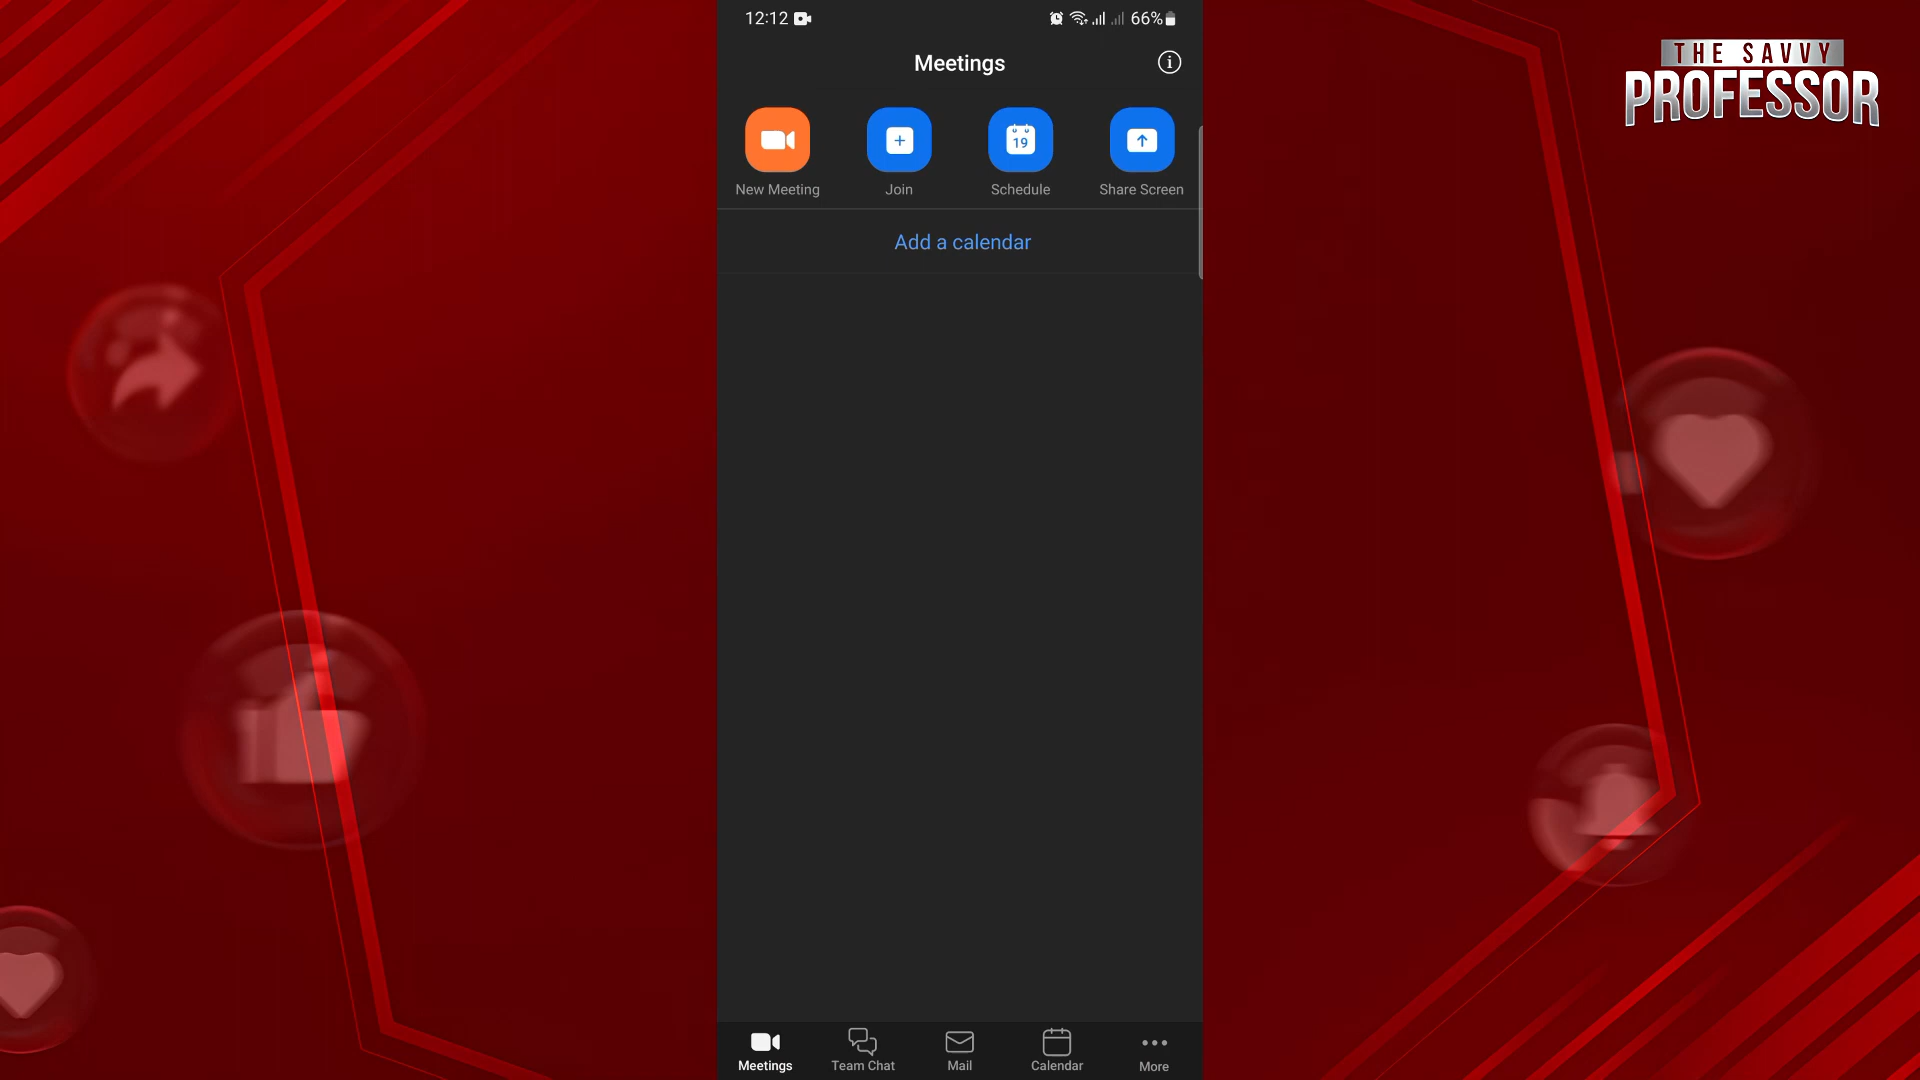 12:12
66%
THE SAVVY
PROFESSOR
Meetings
19
New Meeting
Join
Schedule
Share Screen
Add a calendar
Meetings
Team Chat
Mail
Calendar
More